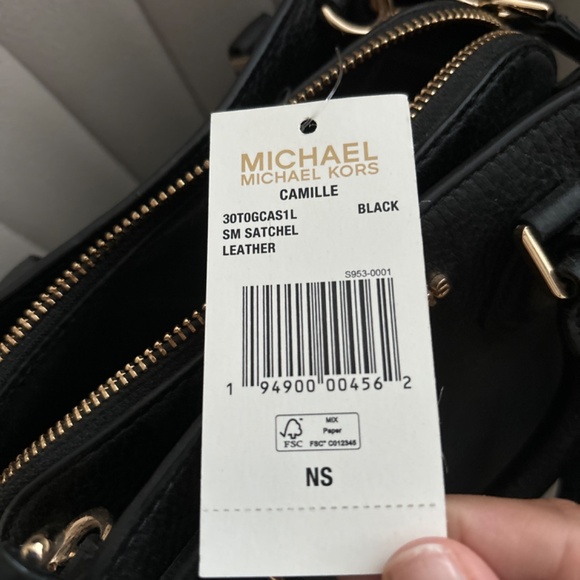 MICHAEL
MICHAEL KORS
CAMILLE
30T0GCAS1L BLACK
SM SATCHEL
LEATHER
S953-0001
1 94900 00456 2
FSC
MIX
Paper
FSC® C012345
NS